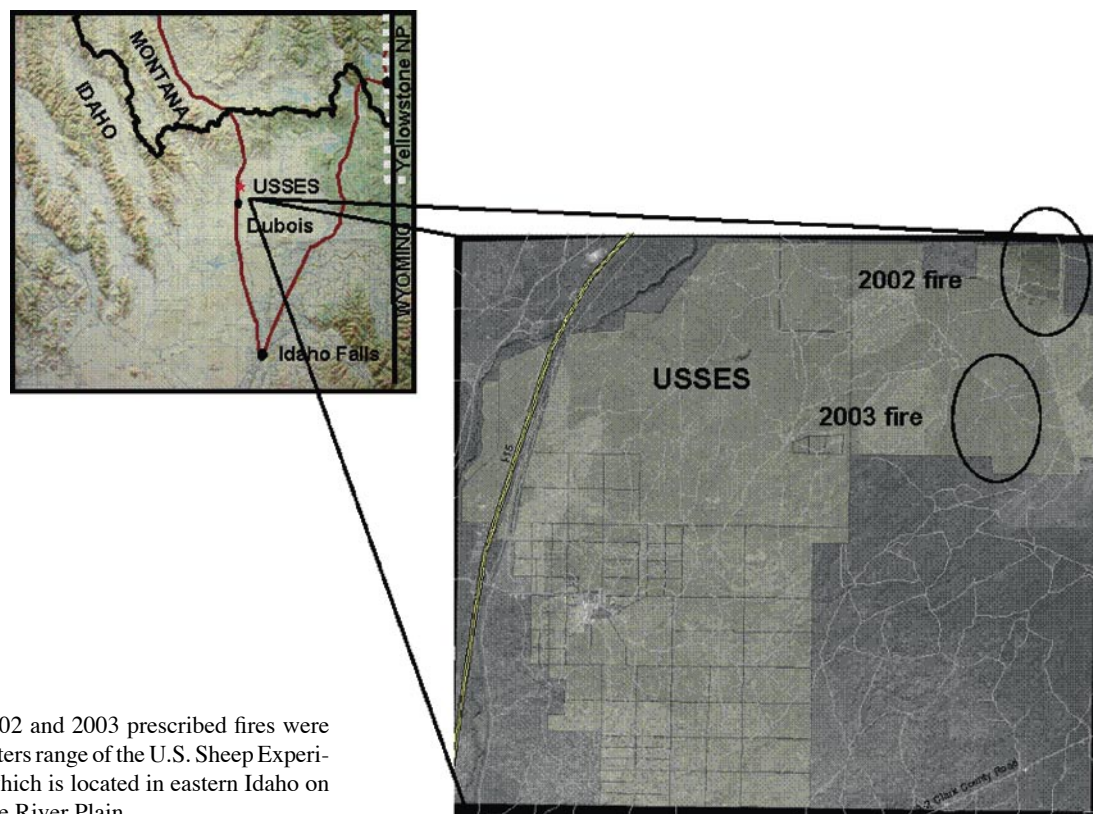 MONTANA
IDAHO
Yellowstone NP
USSES
Dubois
WYOMING
Idaho Falls
2002 fire
USSES
2003 fire
I 15
2 Clark County Road
02 and 2003 prescribed fires were
ters range of the U.S. Sheep Experi-
hich is located in eastern Idaho on
e River Plain